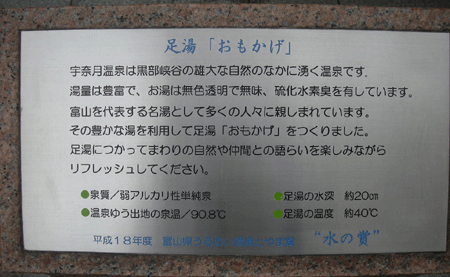 足湯「おもかげ」
宇奈月温泉は黒部峡谷の雄大な自然のなかに湧く温泉です。
湯量は豊富で、お湯は無色透明で無味、硫化水素臭を有しています。
富山を代表する名湯として多くの人々に親しまれています。
その豊かな湯を利用して足湯「おもかげ」をつくりました。
足湯につかってまわりの自然や仲間との語らいを楽しみながら
リフレッシュしてください。
●泉質/弱アルカリ性単純泉 ●足湯の水深 約20cm
●温泉ゆう出地の泉温/90.8℃ ●足湯の温度 約40℃
平成18年度 富山県 "水の賞"